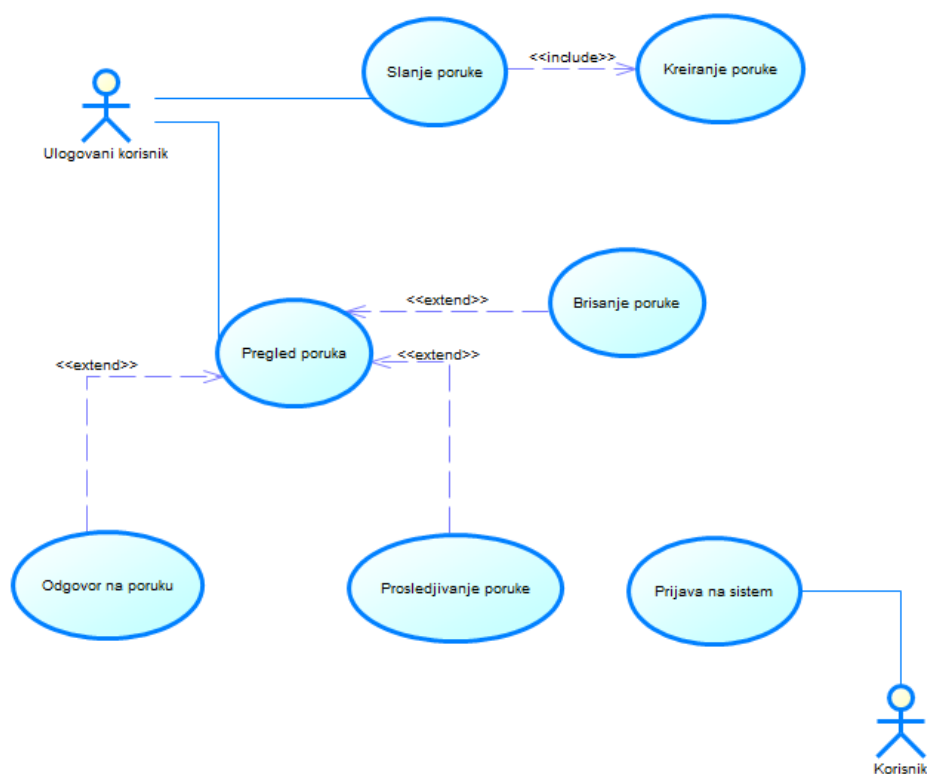 Slanje poruke
<<include>>
Kreiranje poruke
Ulogovani korisnik
Brisanje poruke
<<extend>>
Pregled poruka
<<extend>>
<<extend>>
Odgovor na poruku
Prosledjivanje poruke
Prijava na sistem
Korisnik